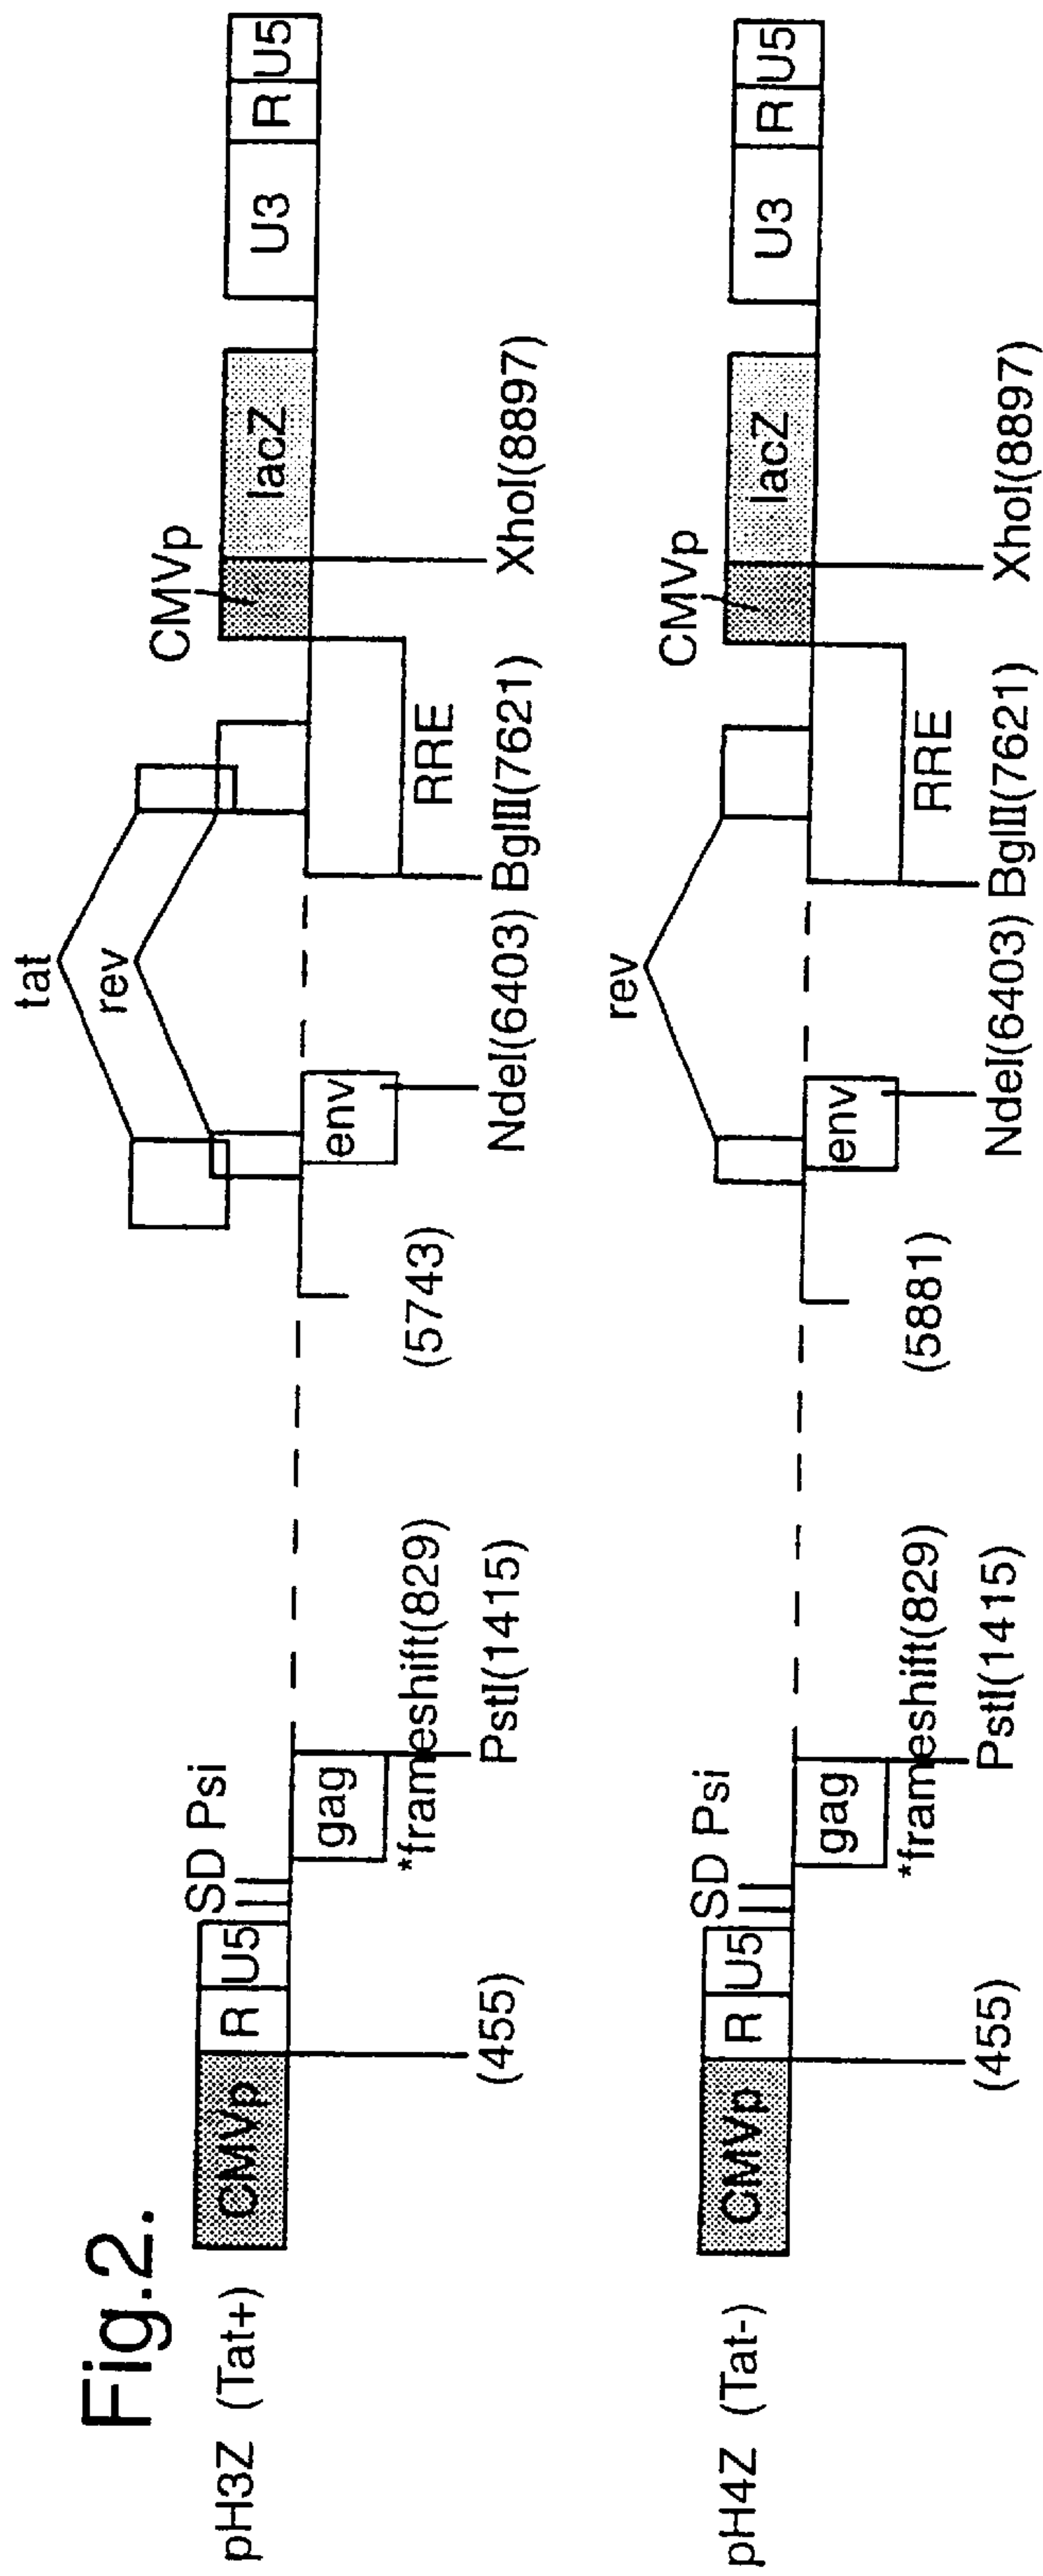 Fig.2.
pH3Z (Tat+)
CMVp
R
U5
SD Psi
gag
*frameshift(829)
PstI(1415)
(455)
(5743)
tat
rev
env
NdeI(6403)
BglII(7621)
RRE
CMVp
lacZ
XhoI(8897)
U3
R
U5
pH4Z (Tat-)
CMVp
R
U5
SD Psi
gag
*frameshift(829)
PstI(1415)
(455)
(5881)
rev
env
NdeI(6403)
BglII(7621)
RRE
CMVp
lacZ
XhoI(8897)
U3
R
U5